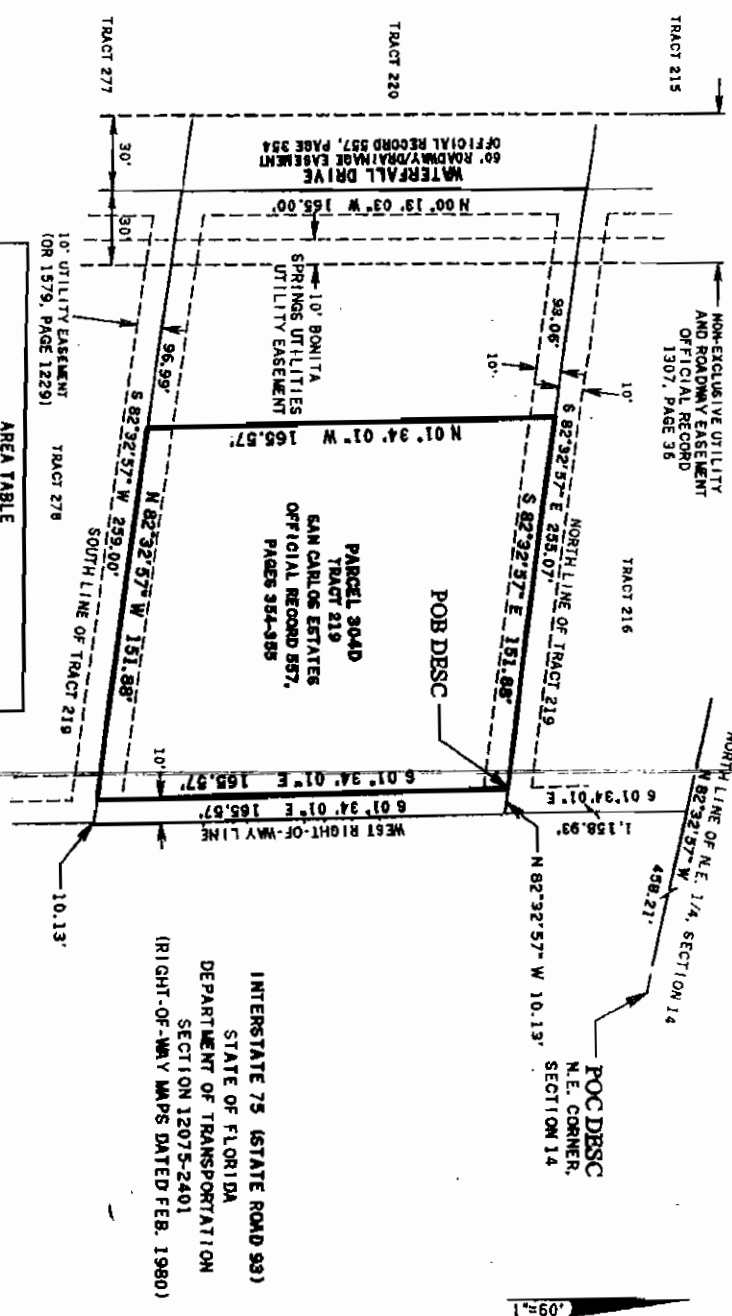 TRACT 215
TRACT 220
TRACT 277
NON-EXCLUSIVE UTILITY
AND ROADWAY EASEMENT
OFFICIAL RECORD
1307, PAGE 36
WATERFALL DRIVE
60' ROADWAY/DRAINAGE EASEMENT
OFFICIAL RECORD 557, PAGE 354
30'
30'
N 00° 13' 03" W 165.00'
10' BONITA
SPRINGS UTILITIES
UTILITY EASEMENT
10' UTILITY EASEMENT
(OR 1579, PAGE 1229)
93.06'
10'
10'
96.99'
S 82°32'57" E 255.07'
NORTH LINE OF TRACT 219
S 82°32'57" E 151.88'
TRACT 216
N 01° 34' 01" W 165.57'
PARCEL 304D
TRACT 219
SAN CARLOS ESTATES
OFFICIAL RECORD 557,
PAGES 354-355
POB DESC
N 82°32'57" W 151.88'
S 82°32'57" W 259.00'
SOUTH LINE OF TRACT 219
TRACT 278
AREA TABLE
10'
S 01° 34' 01" E 165.57'
S 01° 34' 01" E 165.57'
WEST RIGHT-OF-WAY LINE
S 01°34'01" E
1,158.93'
NORTH LINE OF N.E. 1/4, SECTION 14
N 82°32'57" W
458.21'
POC DESC
N.E. CORNER,
SECTION 14
N 82°32'57" W 10.13'
10.13'
INTERSTATE 75 (STATE ROAD 93)
STATE OF FLORIDA
DEPARTMENT OF TRANSPORTATION
SECTION 12075-2401
(RIGHT-OF-WAY MAPS DATED FEB. 1980)
1"=60'